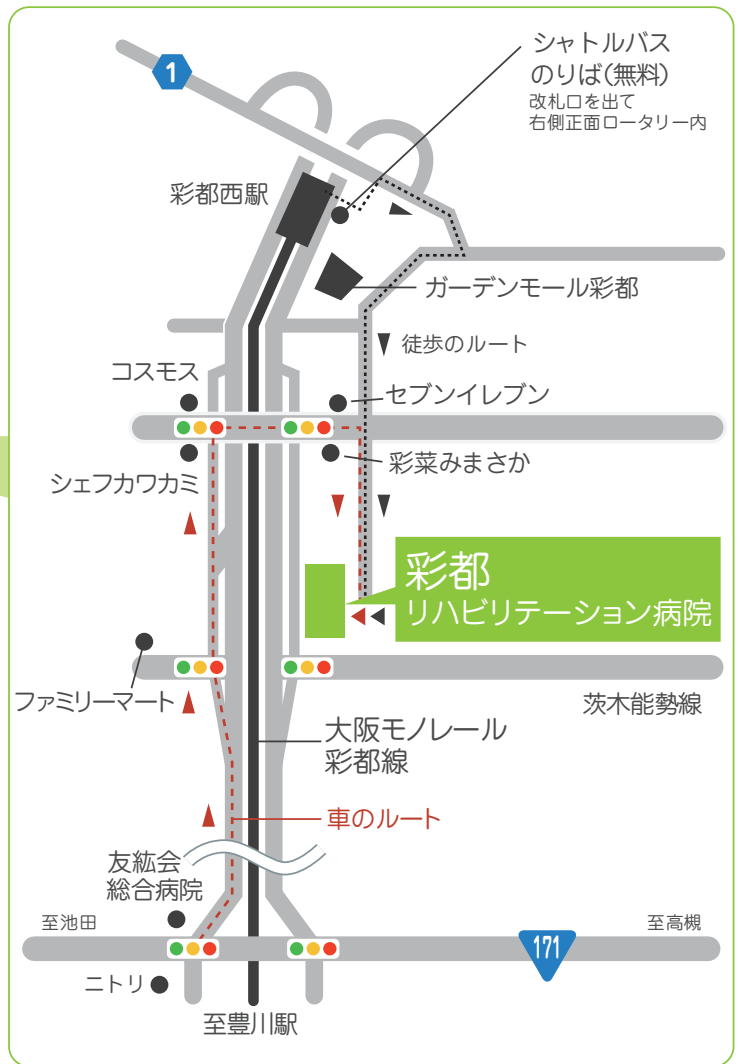 シャトルバス
のりば(無料)
改札口を出て
右側正面ロータリー内
1
彩都西駅
ガーデンモール彩都
徒歩のルート
コスモス
セブンイレブン
彩菜みまさか
シェフカワカミ
彩都
リハビリテーション病院
ファミリーマート
茨木能勢線
大阪モノレール
彩都線
車のルート
友紘会
総合病院
至池田
至高槻
171
ニトリ
至豊川駅